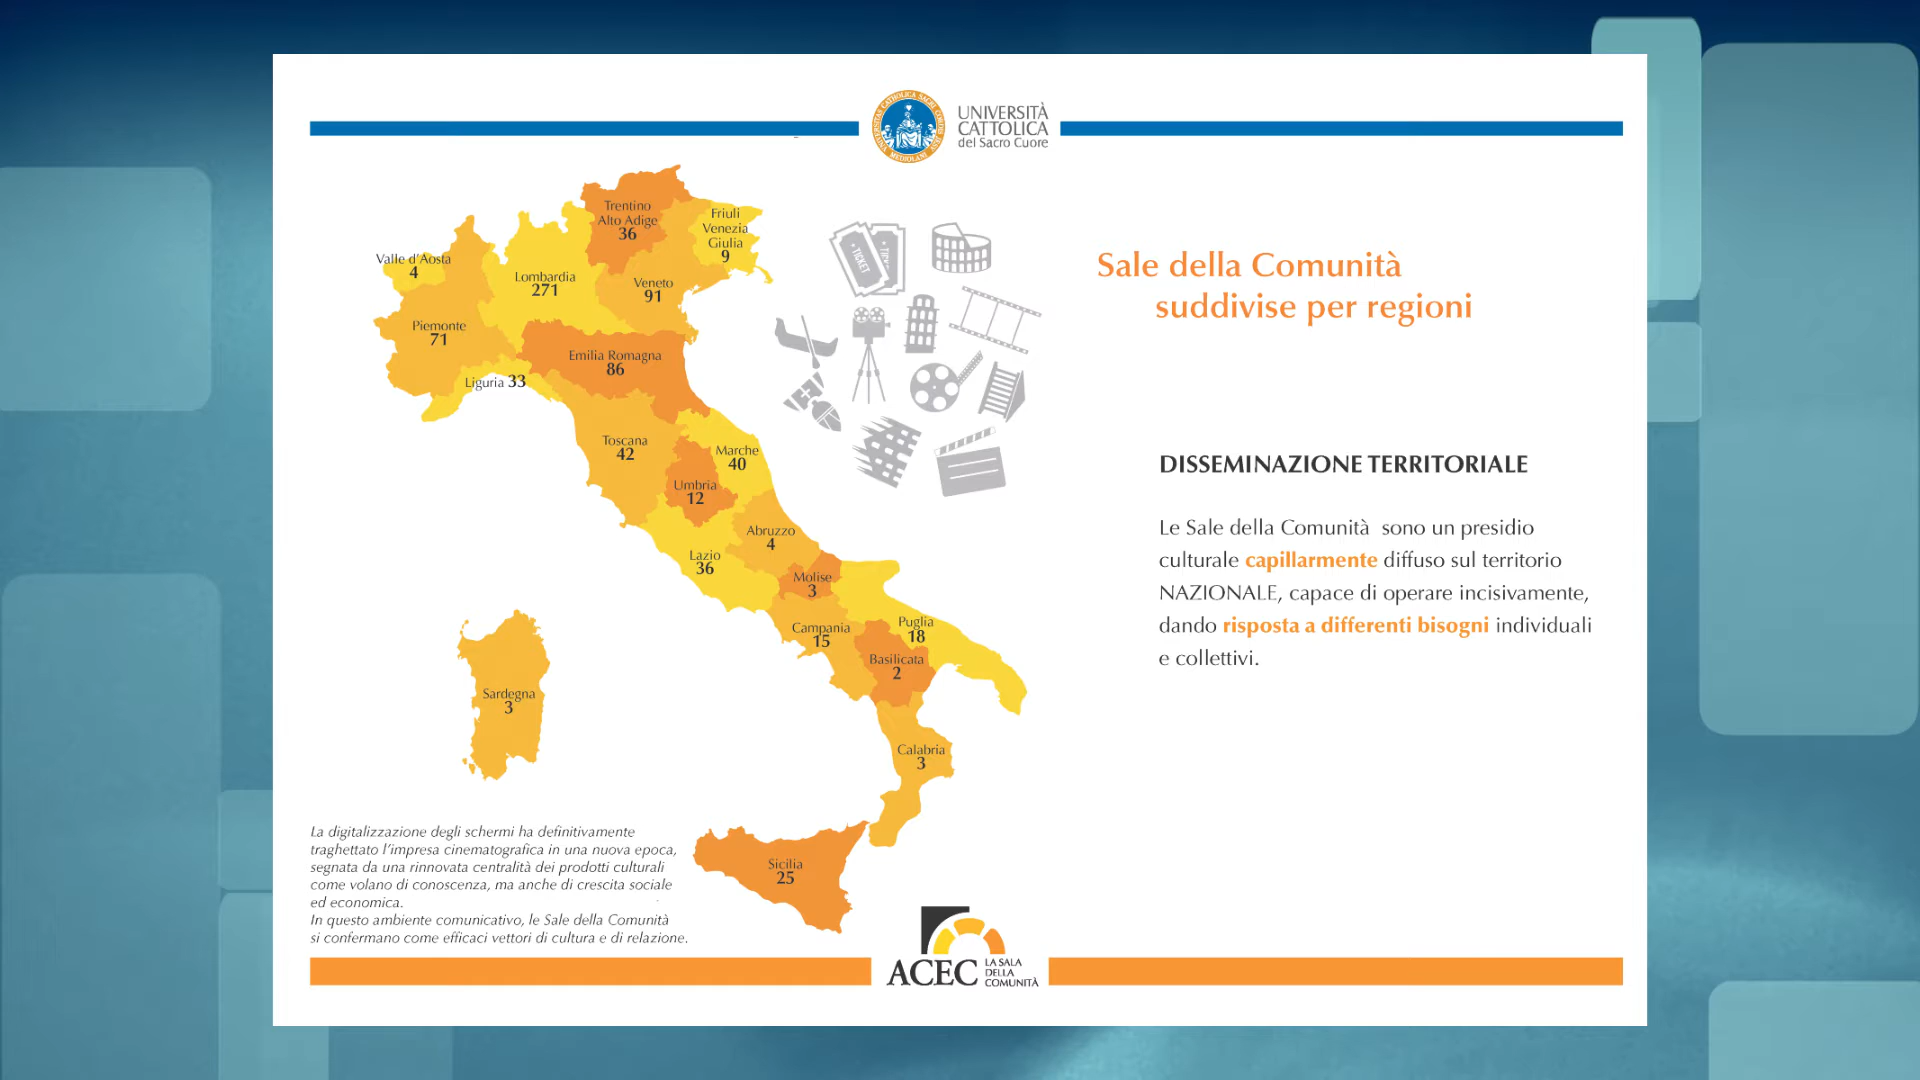 UNIVERSITÀ
CATTOLICA
del Sacro Cuore
Trentino
Alto Adige
36
Friuli
Venezia
Giulia
9
Valle d'Aosta
4
Lombardia
271
Veneto
91
Piemonte
71
Emilia Romagna
86
Liguria 33
Toscana
42
Marche
40
Umbria
12
Abruzzo
4
Lazio
36
Molise
3
Campania
15
Puglia
18
Basilicata
2
Sardegna
3
Calabria
3
Sicilia
25
TICKET
Sale della Comunità
suddivise per regioni
DISSEMINAZIONE TERRITORIALE
Le Sale della Comunità sono un presidio
culturale capillarmente diffuso sul territorio
NAZIONALE, capace di operare incisivamente,
dando risposta a differenti bisogni individuali
e collettivi.
La digitalizzazione degli schermi ha definitivamente
traghettato l'impresa cinematografica in una nuova epoca,
segnata da una rinnovata centralità dei prodotti culturali
come volano di conoscenza, ma anche di crescita sociale
ed economica.
In questo ambiente comunicativo, le Sale della Comunità
si confermano come efficaci vettori di cultura e di relazione.
ACEC
LA SALA
DELLA
COMUNITÀ